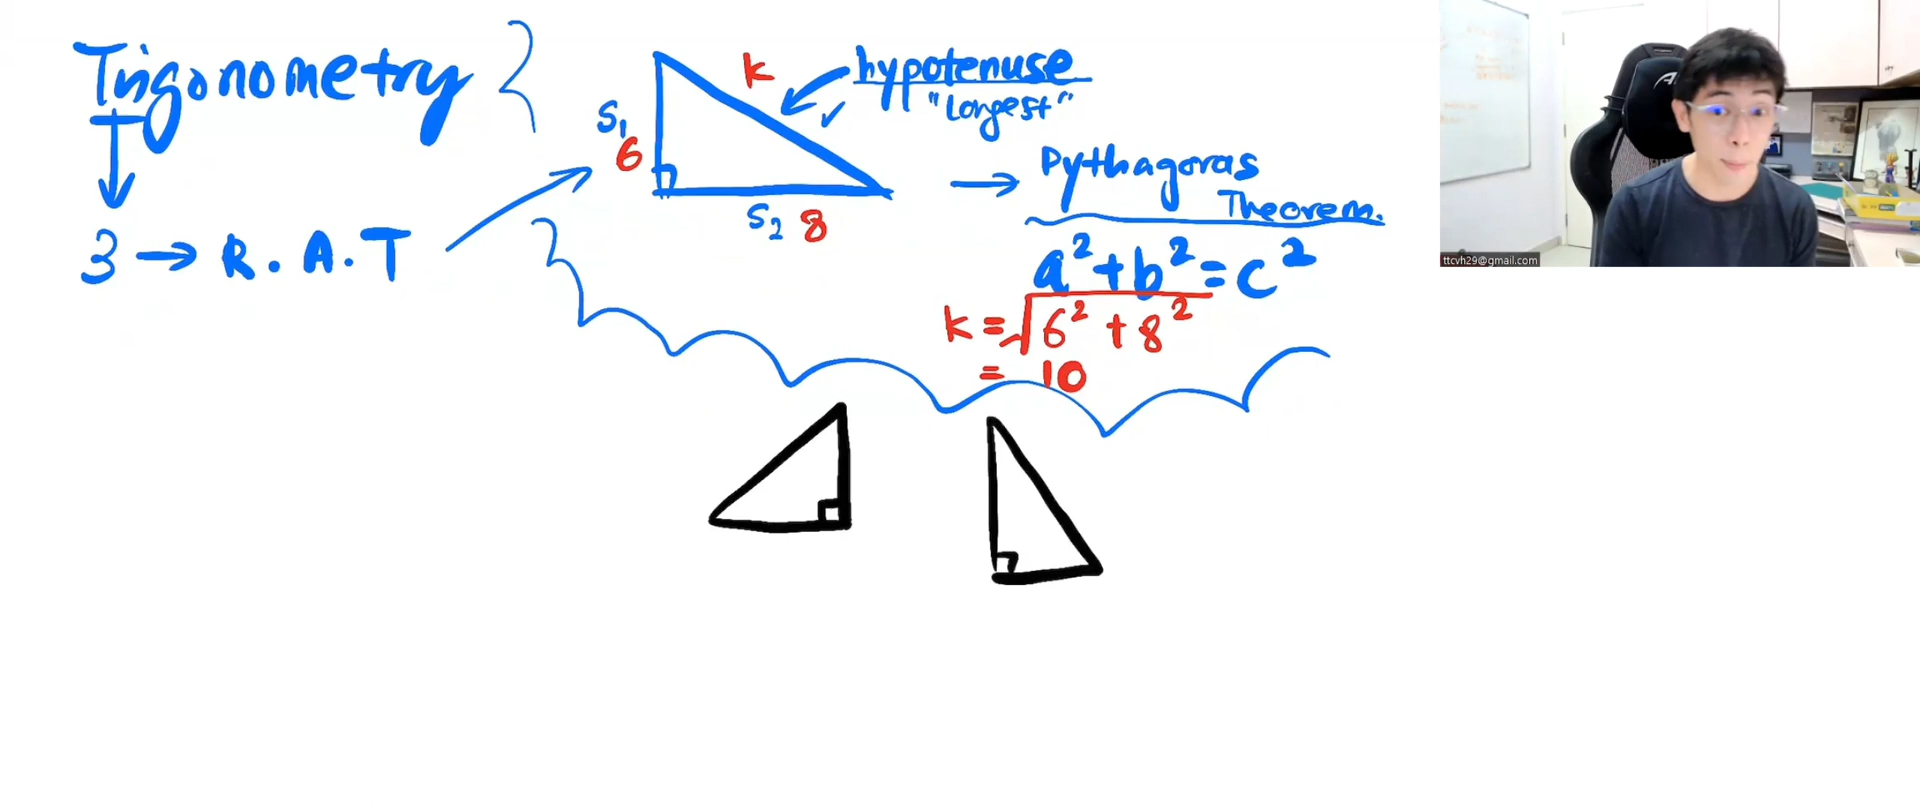 Trigonometry
3 → R.A.T
k
hypotenuse
"Longest"
S₁
6
S₂ 8
→ Pythagoras
Theorem.
a² + b² = c²
k = √6² + 8²
= 10
ttcvh29@gmail.com